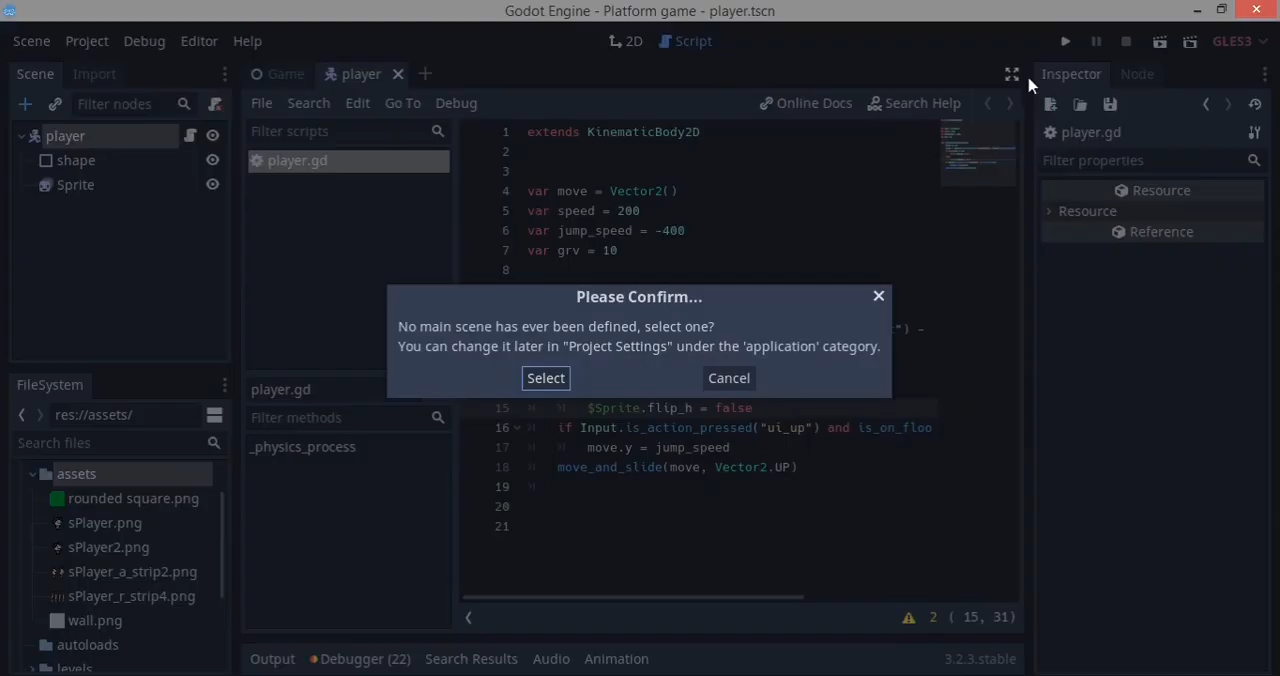 Godot Engine - Platform game - player.tscn
Scene Project Debug Editor Help
2D Script
GLES3
Scene Import
Game player
Inspector Node
Filter nodes
File Search Edit Go To Debug
Online Docs Search Help
player
shape
Sprite
Filter scripts
player.gd
1 extends KinematicBody2D
2
3
4 var move = Vector2()
5 var speed = 200
6 var jump_speed = -400
7 var grv = 10
8
") -
Please Confirm...
No main scene has ever been defined, select one?
You can change it later in "Project Settings" under the 'application' category.
Select Cancel
15 $Sprite.flip_h = false
16 if Input.is_action_pressed("ui_up") and is_on_floo
17 move.y = jump_speed
18 move_and_slide(move, Vector2.UP)
19
20
21
player.gd
Filter methods
_physics_process
2 ( 15, 31)
player.gd
Filter properties
Resource
Resource
Reference
FileSystem
res://assets/
Search files
assets
rounded square.png
sPlayer.png
sPlayer2.png
sPlayer_a_strip2.png
sPlayer_r_strip4.png
wall.png
autoloads
levels
Output Debugger (22) Search Results Audio Animation
3.2.3.stable